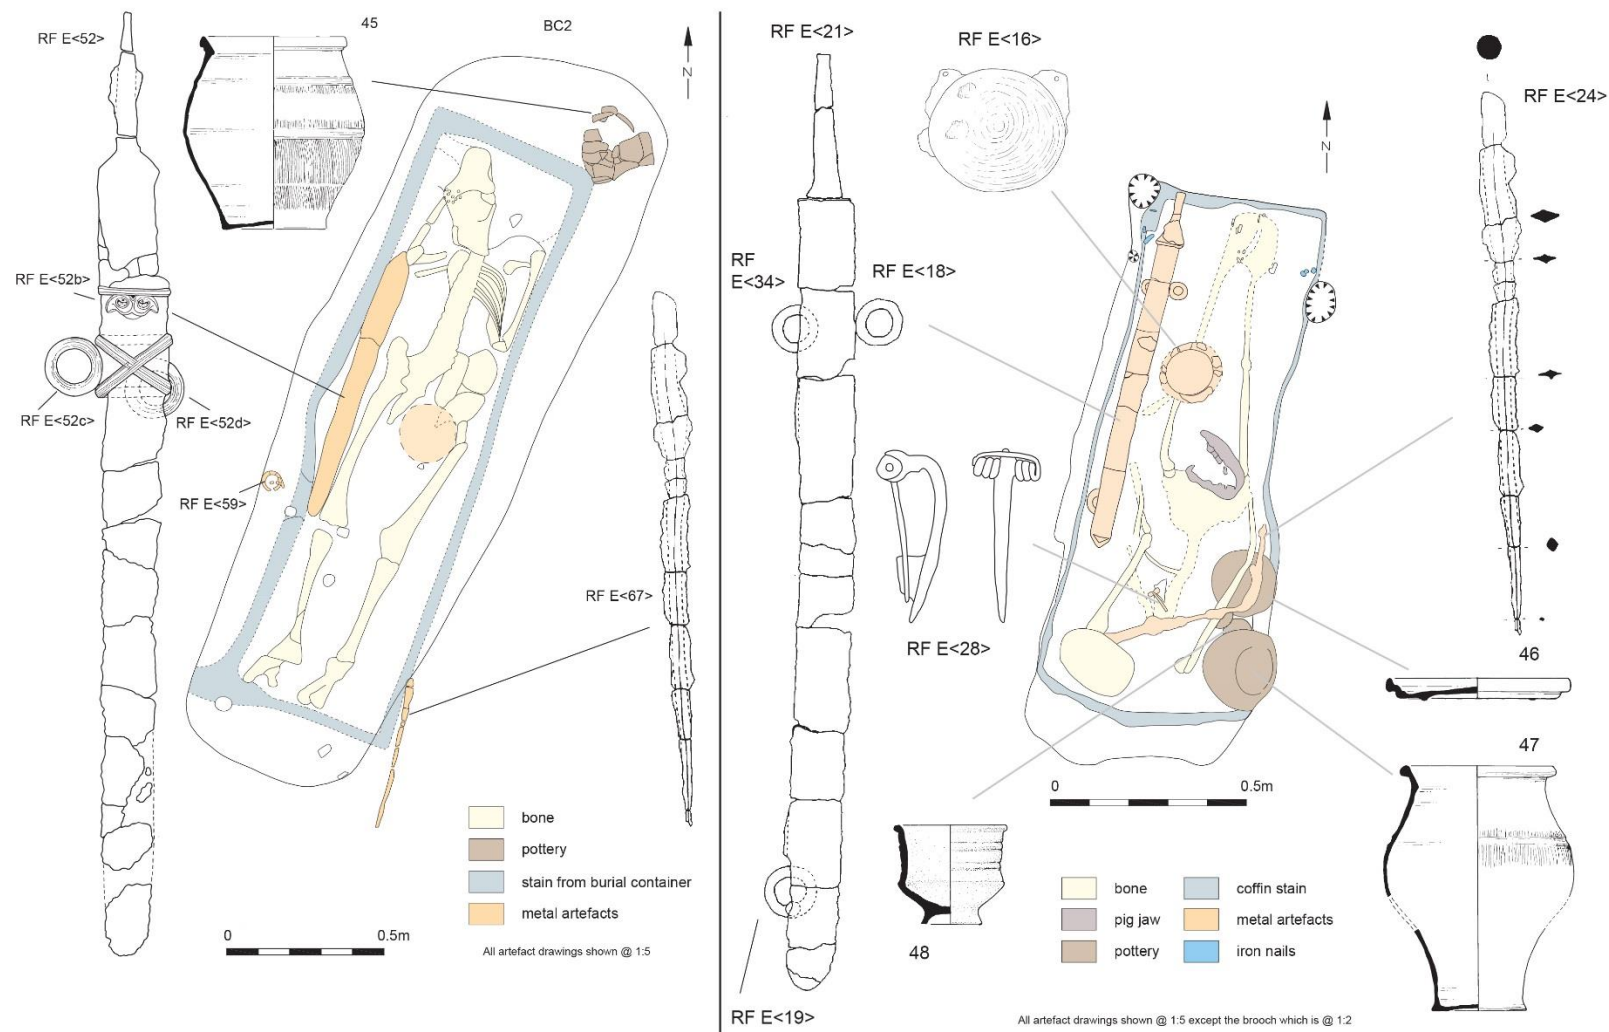 RF E<52>
45
BC2
N
RF E<52b>
RF E<52c>
RF E<52d>
RF E<59>
RF E<67>
bone
pottery
stain from burial container
metal artefacts
0 0.5m
All artefact drawings shown @ 1:5
RF E<21>
RF E<16>
RF E<24>
N
RF
E<34>
RF E<18>
RF E<28>
46
47
0 0.5m
48
bone
pig jaw
pottery
coffin stain
metal artefacts
iron nails
RF E<19>
All artefact drawings shown @ 1:5 except the brooch which is @ 1:2